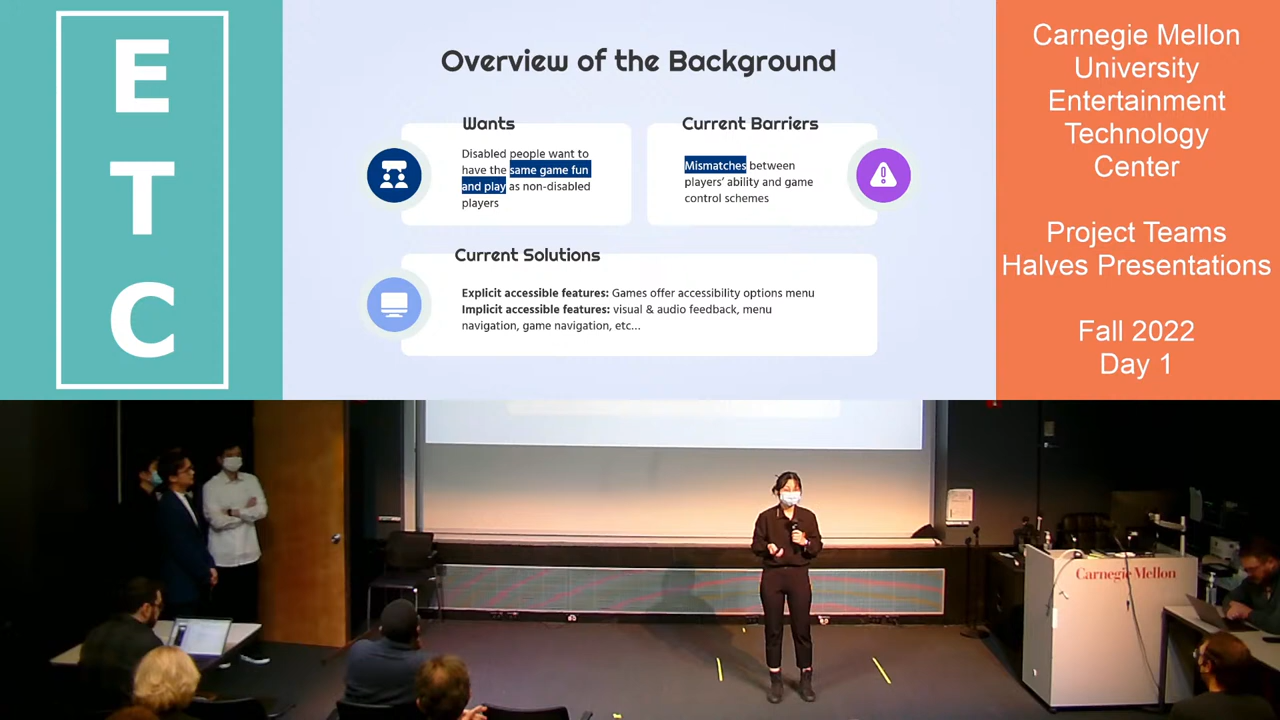 E
T
C
Overview of the Background
Wants
Disabled people want to
have the same game fun
and play as non-disabled
players
Current Barriers
Mismatches between
players' ability and game
control schemes
Current Solutions
Explicit accessible features: Games offer accessibility options menu
Implicit accessible features: visual & audio feedback, menu
navigation, game navigation, etc...
Carnegie Mellon
University
Entertainment
Technology
Center
Project Teams
Halves Presentations
Fall 2022
Day 1
Carnegie Mellon